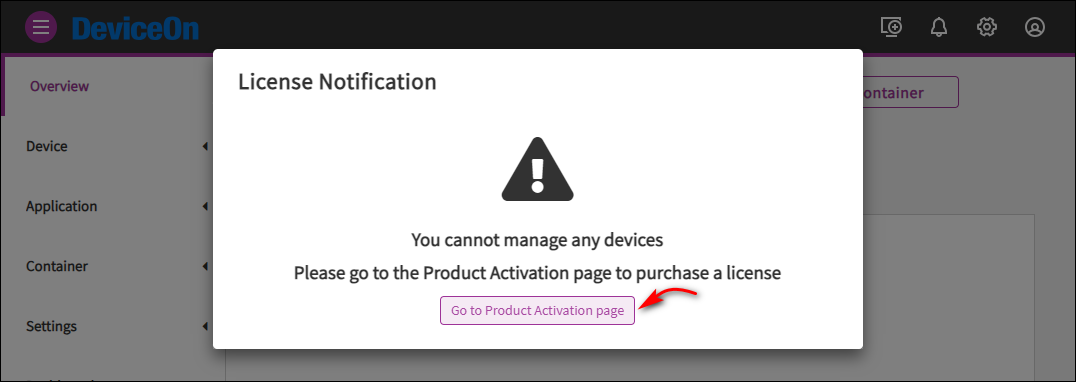 DeviceOn
License Notification
Overview
ontainer
Device
Application
You cannot manage any devices
Container
Please go to the Product Activation page to purchase a license
Go to Product Activation page
Settings